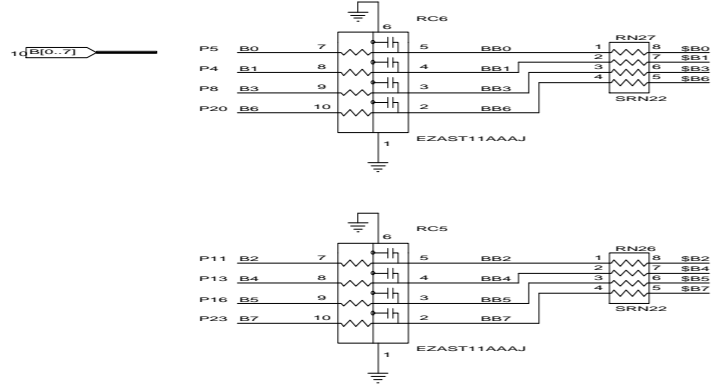 6 RC6
RN27
10 B[0..7]
P5 B0 7 5 BB0 1 8 $B0
2 7 $B1
P4 B1 8 4 BB1 3 6 $B3
4 5 $B6
P8 B3 9 3 BB3
SRN22
P20 B6 10 2 BB6
1 EZAST11AAAJ
6 RC5
RN26
P11 B2 7 5 BB2 1 8 $B2
2 7 $B4
P13 B4 8 4 BB4 3 6 $B5
4 5 $B7
P16 B5 9 3 BB5
SRN22
P23 B7 10 2 BB7
1 EZAST11AAAJ